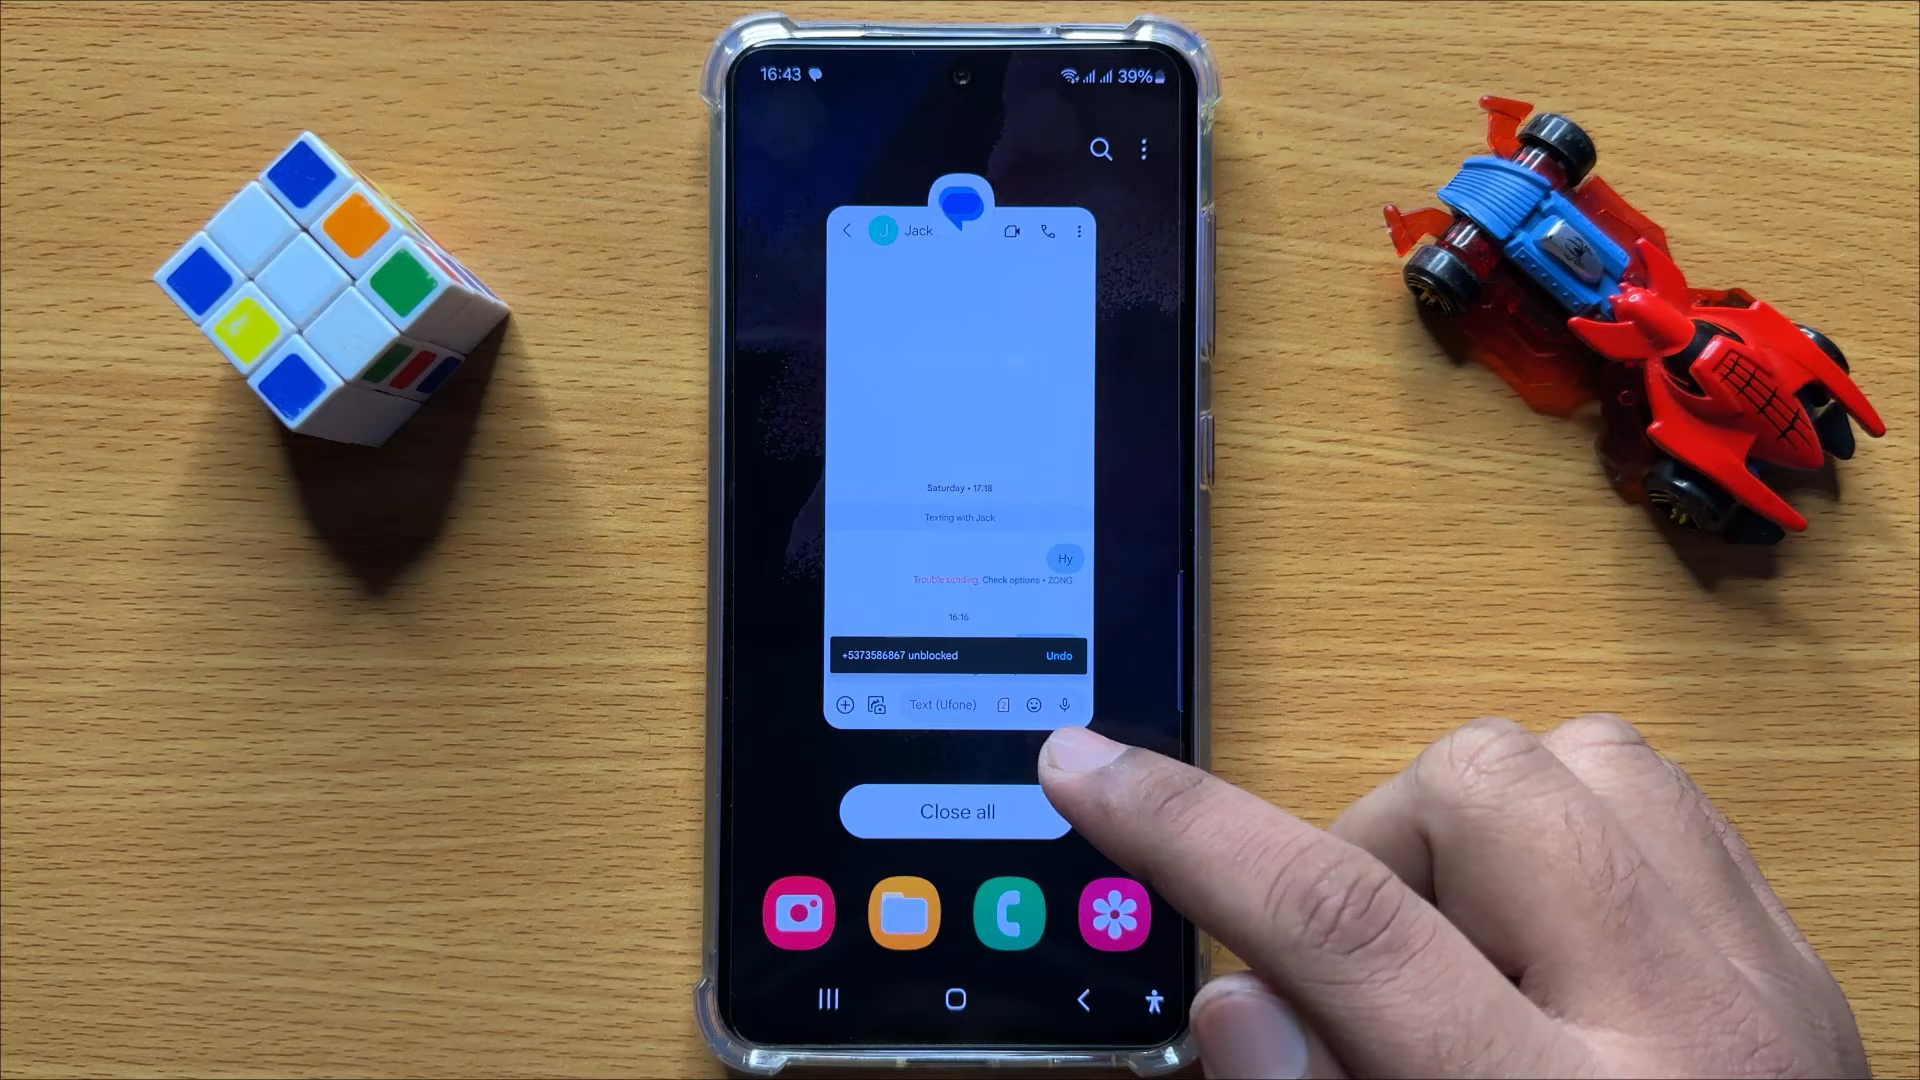 16:43 39%
J Jack
Saturday • 17:18
Texting with Jack
Hy
Trouble sending. Check options • ZONG
16:16
+5373586867 unblocked Undo
Text (Ufone) 2
Close all